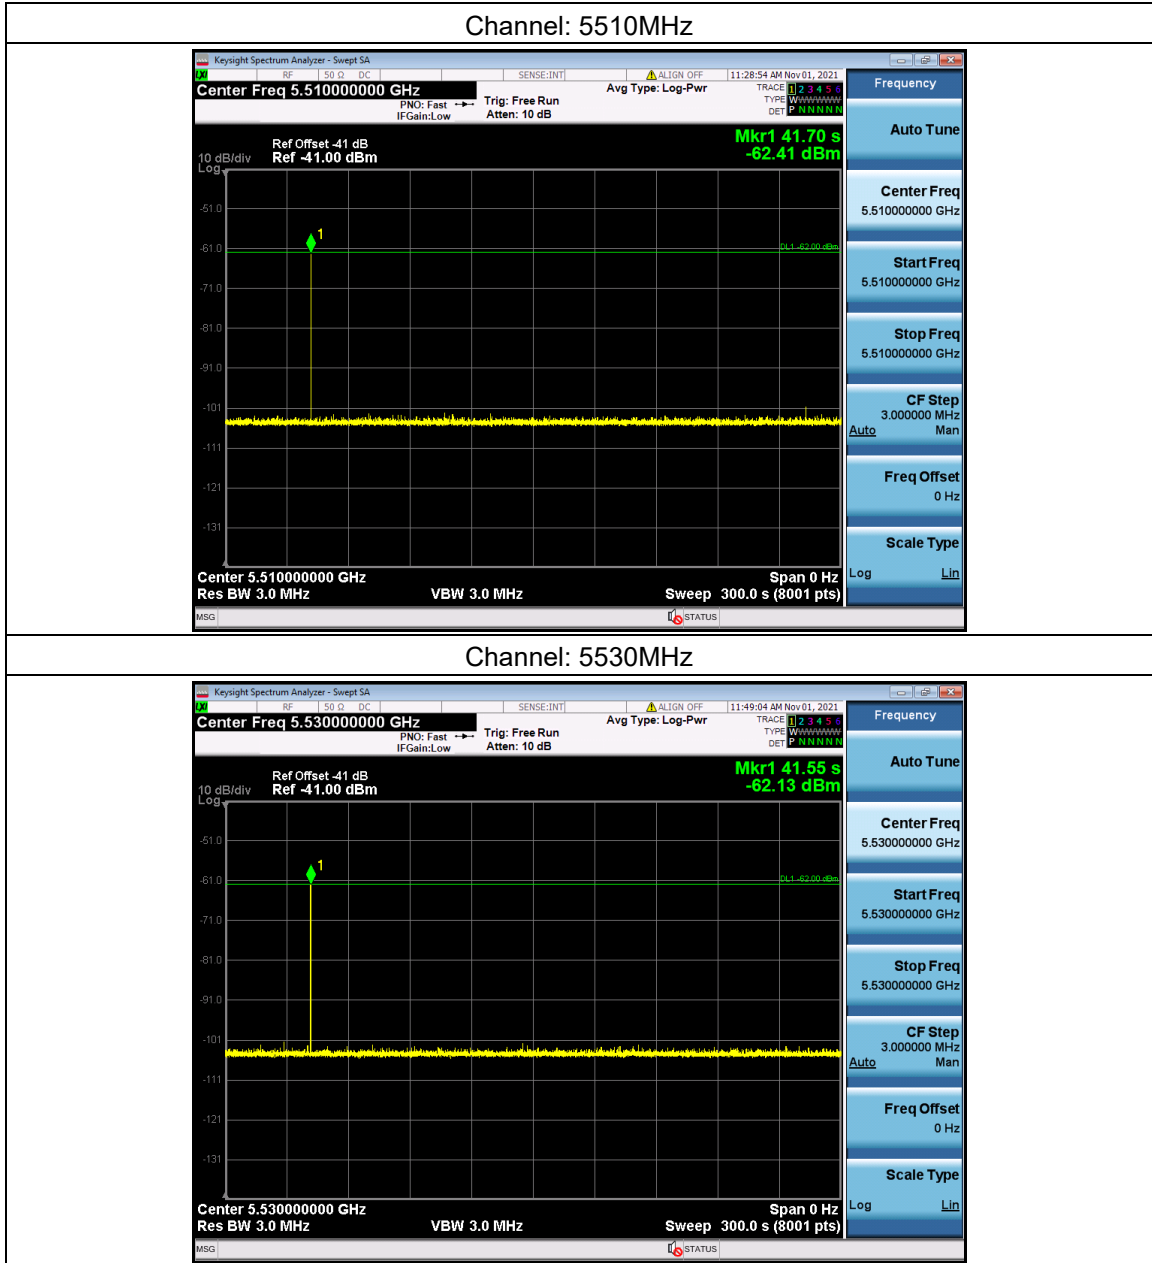 Channel: 5510MHz
Keysight Spectrum Analyzer - Swept SA
LXI RF 50 Ω DC SENSE:INT ALIGN OFF 11:28:54 AM Nov 01, 2021
Center Freq 5.510000000 GHz
PNO: Fast
IFGain:Low
Trig: Free Run
Atten: 10 dB
Avg Type: Log-Pwr
TRACE 1 2 3 4 5 6
TYPE W
DET P N N N N N
Mkr1 41.70 s
-62.41 dBm
Ref Offset -41 dB
10 dB/div Ref -41.00 dBm
Log
-51.0
1
-61.0
DL1 -62.00 dBm
-71.0
-81.0
-91.0
-101
-111
-121
-131
Center 5.510000000 GHz Span 0 Hz
Res BW 3.0 MHz VBW 3.0 MHz Sweep 300.0 s (8001 pts)
MSG STATUS
Frequency
Auto Tune
Center Freq
5.510000000 GHz
Start Freq
5.510000000 GHz
Stop Freq
5.510000000 GHz
CF Step
3.000000 MHz
Auto Man
Freq Offset
0 Hz
Scale Type
Log Lin
Channel: 5530MHz
Keysight Spectrum Analyzer - Swept SA
LXI RF 50 Ω DC SENSE:INT ALIGN OFF 11:49:04 AM Nov 01, 2021
Center Freq 5.530000000 GHz
PNO: Fast
IFGain:Low
Trig: Free Run
Atten: 10 dB
Avg Type: Log-Pwr
TRACE 1 2 3 4 5 6
TYPE W
DET P N N N N N
Mkr1 41.55 s
-62.13 dBm
Ref Offset -41 dB
10 dB/div Ref -41.00 dBm
Log
-51.0
1
-61.0
DL1 -62.00 dBm
-71.0
-81.0
-91.0
-101
-111
-121
-131
Center 5.530000000 GHz Span 0 Hz
Res BW 3.0 MHz VBW 3.0 MHz Sweep 300.0 s (8001 pts)
MSG STATUS
Frequency
Auto Tune
Center Freq
5.530000000 GHz
Start Freq
5.530000000 GHz
Stop Freq
5.530000000 GHz
CF Step
3.000000 MHz
Auto Man
Freq Offset
0 Hz
Scale Type
Log Lin